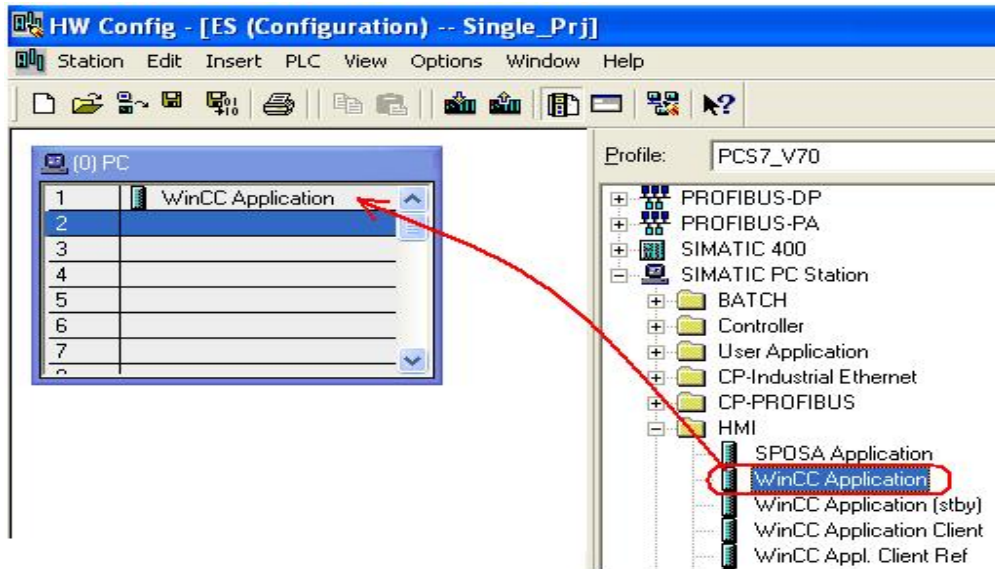 HW Config - [ES (Configuration) -- Single_Prj]
Station Edit Insert PLC View Options Window Help
(0) PC
1 WinCC Application
2
3
4
5
6
7
Profile: PCS7_V70
PROFIBUS-DP
PROFIBUS-PA
SIMATIC 400
SIMATIC PC Station
BATCH
Controller
User Application
CP-Industrial Ethernet
CP-PROFIBUS
HMI
SPOSA Application
WinCC Application
WinCC Application (stby)
WinCC Application Client
WinCC Appl. Client Ref